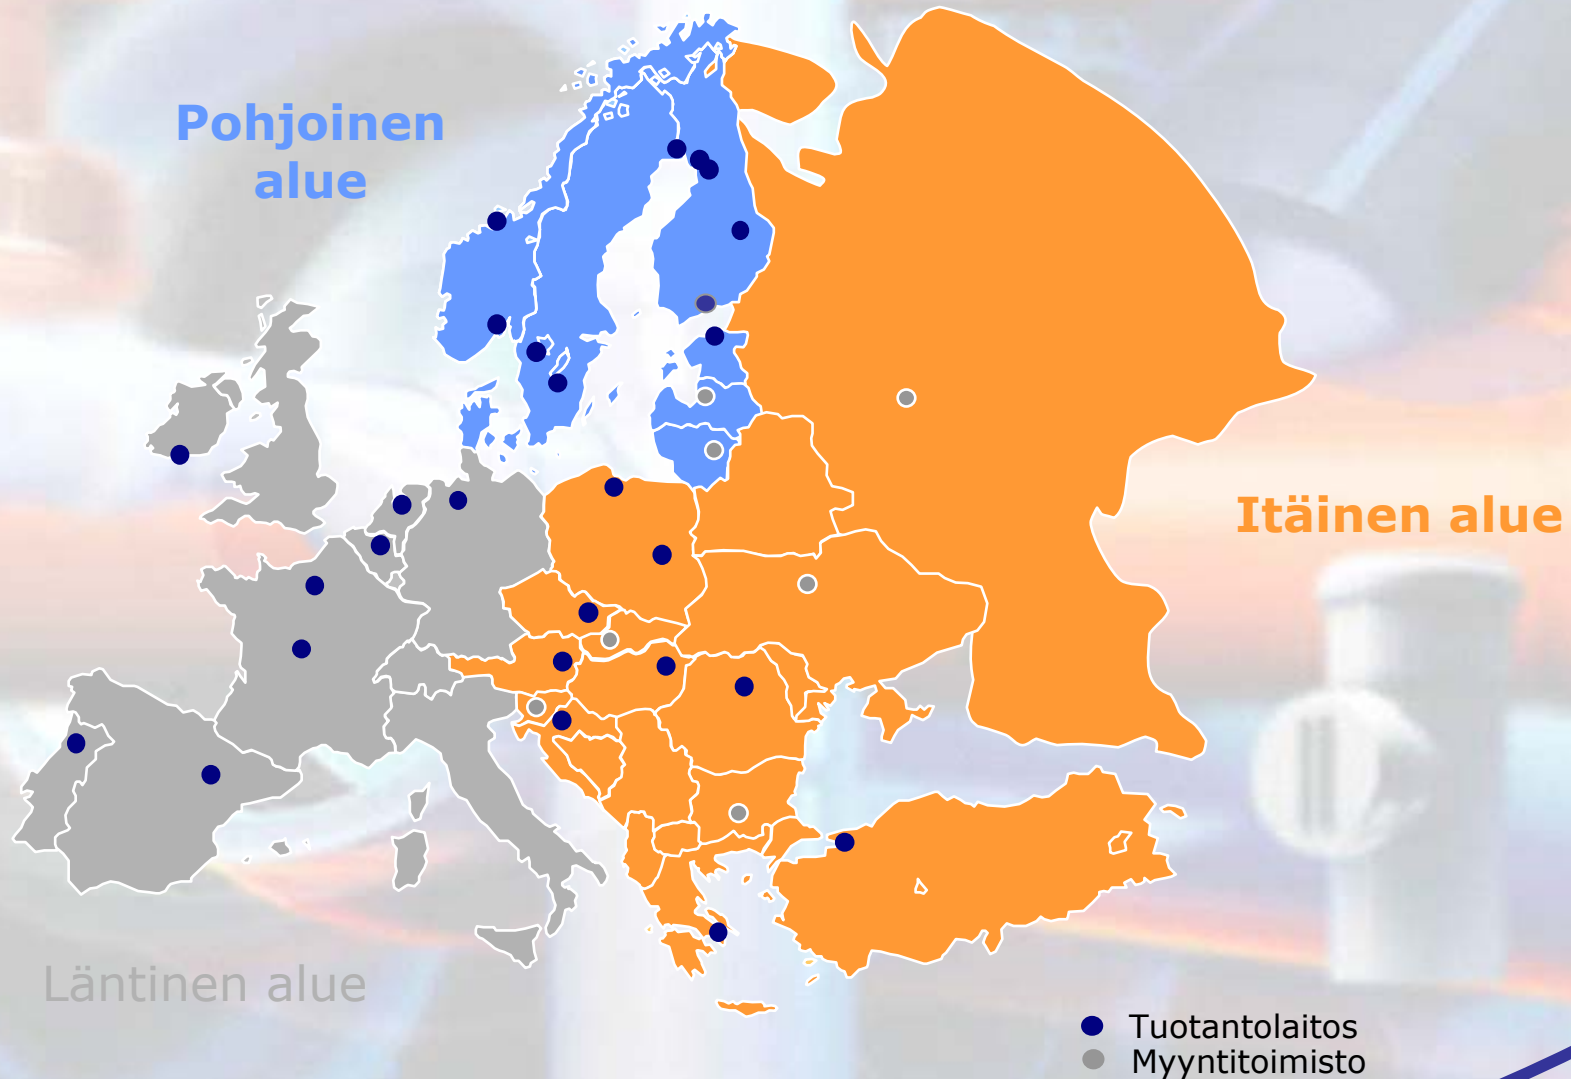 Pohjoinen
alue
Itäinen alue
Läntinen alue
Tuotantolaitos
Myyntitoimisto